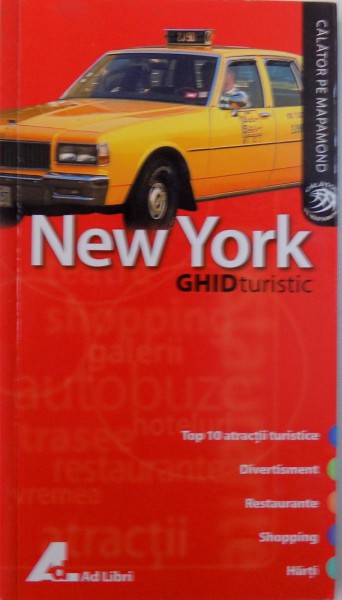 CĂLĂTOR PE MAPAMOND
New York
GHIDturistic
shopping
galerii
autobuze
hoteluri
trasee
restaurante
vremea
atracții
Top 10 atracții turistice
Divertisment
Restaurante
Shopping
Hărți
Ad Libri